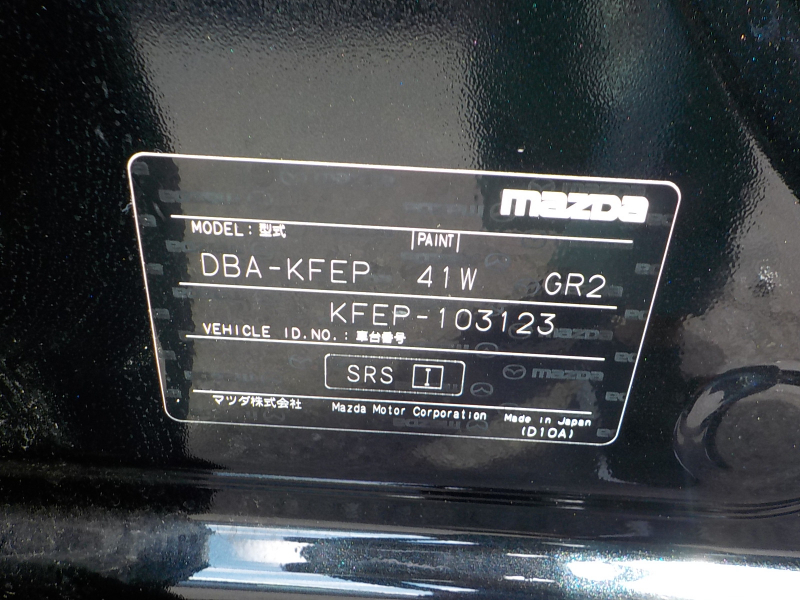 mazda
MODEL：型式 PAINT
DBA-KFEP 41W GR2
KFEP-103123
VEHICLE ID.NO.：車台番号
SRS I
マツダ株式会社 Mazda Motor Corporation Made in Japan
(D10A)